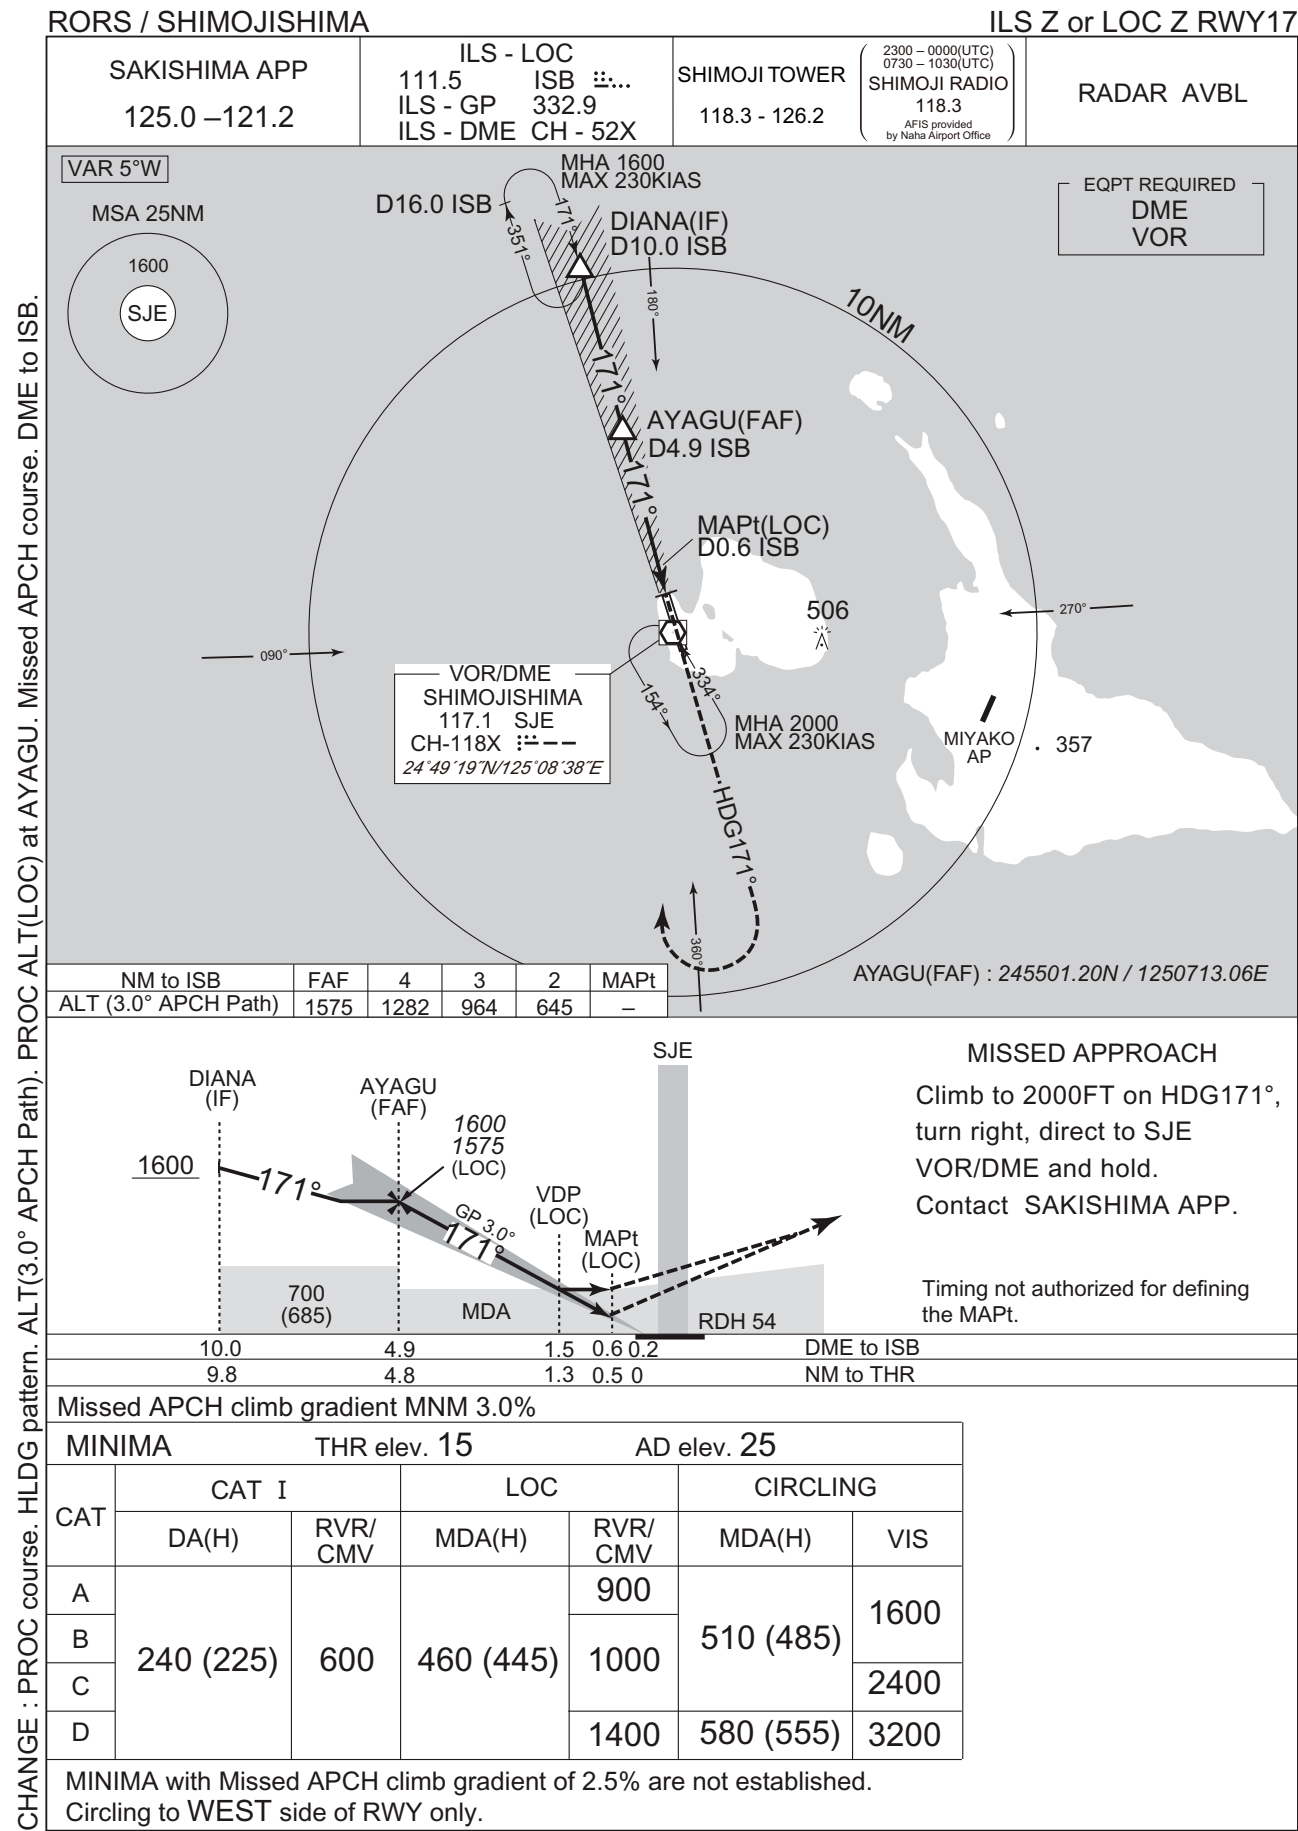 RORS / SHIMOJISHIMA
ILS Z or LOC Z RWY17
SAKISHIMA APP
125.0 –121.2
ILS - LOC
111.5 ISB
ILS - GP 332.9
ILS - DME CH - 52X
SHIMOJI TOWER
118.3 - 126.2
2300 – 0000(UTC)
0730 – 1030(UTC)
SHIMOJI RADIO
118.3
AFIS provided
by Naha Airport Office
RADAR AVBL
VAR 5°W
MSA 25NM
1600
SJE
MHA 1600
MAX 230KIAS
D16.0 ISB
171°
351°
DIANA(IF)
D10.0 ISB
EQPT REQUIRED
DME
VOR
180°
10NM
171°
AYAGU(FAF)
D4.9 ISB
171°
MAPt(LOC)
D0.6 ISB
506
270°
090°
VOR/DME
SHIMOJISHIMA
117.1 SJE
CH-118X
24°49´19˝N/125°08´38˝E
154°
334°
MHA 2000
MAX 230KIAS
MIYAKO
AP
357
HDG171°
360°
AYAGU(FAF) : 245501.20N / 1250713.06E
NM to ISB FAF 4 3 2 MAPt
ALT (3.0° APCH Path) 1575 1282 964 645 –
SJE
DIANA
(IF)
AYAGU
(FAF)
1600
1575
(LOC)
1600
171°
GP 3.0°
171°
VDP
(LOC)
MAPt
(LOC)
700
(685)
MDA
RDH 54
MISSED APPROACH
Climb to 2000FT on HDG171°,
turn right, direct to SJE
VOR/DME and hold.
Contact SAKISHIMA APP.
Timing not authorized for defining
the MAPt.
10.0 4.9 1.5 0.6 0.2 DME to ISB
9.8 4.8 1.3 0.5 0 NM to THR
Missed APCH climb gradient MNM 3.0%
MINIMA THR elev. 15 AD elev. 25
CAT
CAT I LOC CIRCLING
DA(H) RVR/CMV MDA(H) RVR/CMV MDA(H) VIS
A
B
C
D
240 (225)
600
460 (445)
900
1000
1400
510 (485)
580 (555)
1600
2400
3200
MINIMA with Missed APCH climb gradient of 2.5% are not established.
Circling to WEST side of RWY only.
CHANGE : PROC course. HLDG pattern. ALT(3.0° APCH Path). PROC ALT(LOC) at AYAGU. Missed APCH course. DME to ISB.